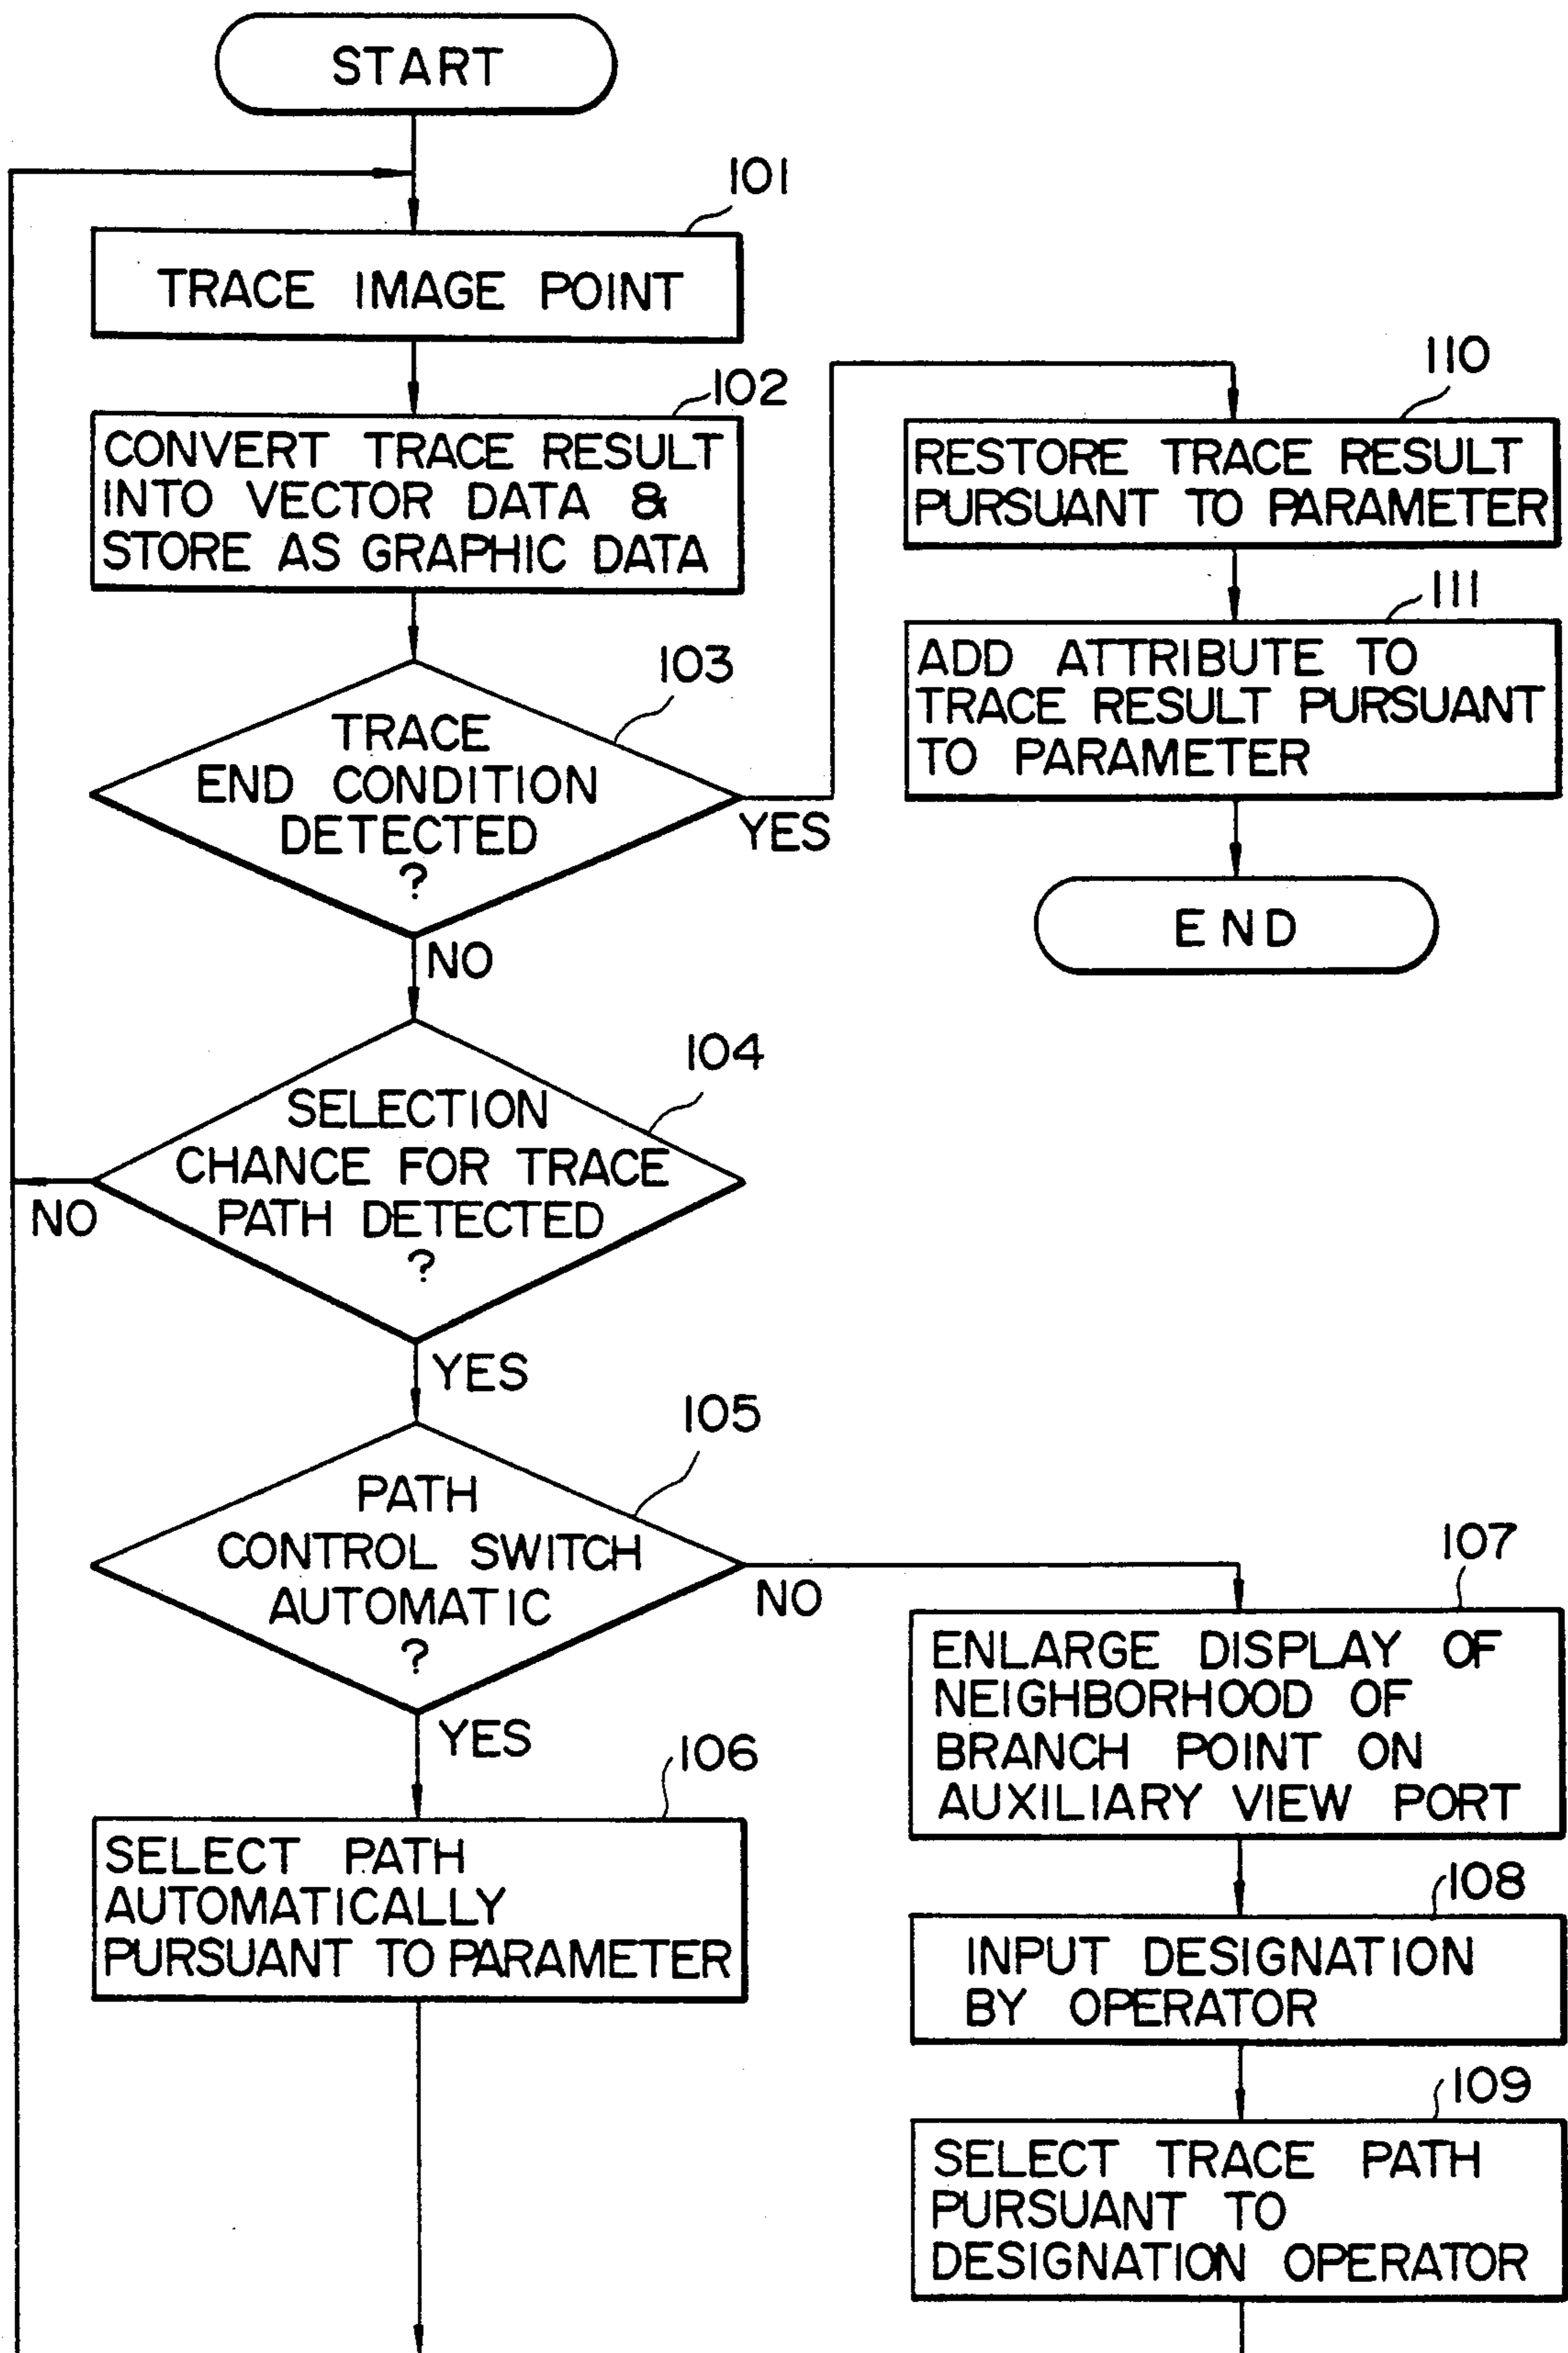 START
101
TRACE IMAGE POINT
102
CONVERT TRACE RESULT
INTO VECTOR DATA &
STORE AS GRAPHIC DATA
103
TRACE
END CONDITION
DETECTED
?
YES
NO
110
RESTORE TRACE RESULT
PURSUANT TO PARAMETER
111
ADD ATTRIBUTE TO
TRACE RESULT PURSUANT
TO PARAMETER
END
104
SELECTION
CHANCE FOR TRACE
PATH DETECTED
?
NO
YES
105
PATH
CONTROL SWITCH
AUTOMATIC
?
NO
YES
106
SELECT PATH
AUTOMATICALLY
PURSUANT TO PARAMETER
107
ENLARGE DISPLAY OF
NEIGHBORHOOD OF
BRANCH POINT ON
AUXILIARY VIEW PORT
108
INPUT DESIGNATION
BY OPERATOR
109
SELECT TRACE PATH
PURSUANT TO
DESIGNATION OPERATOR